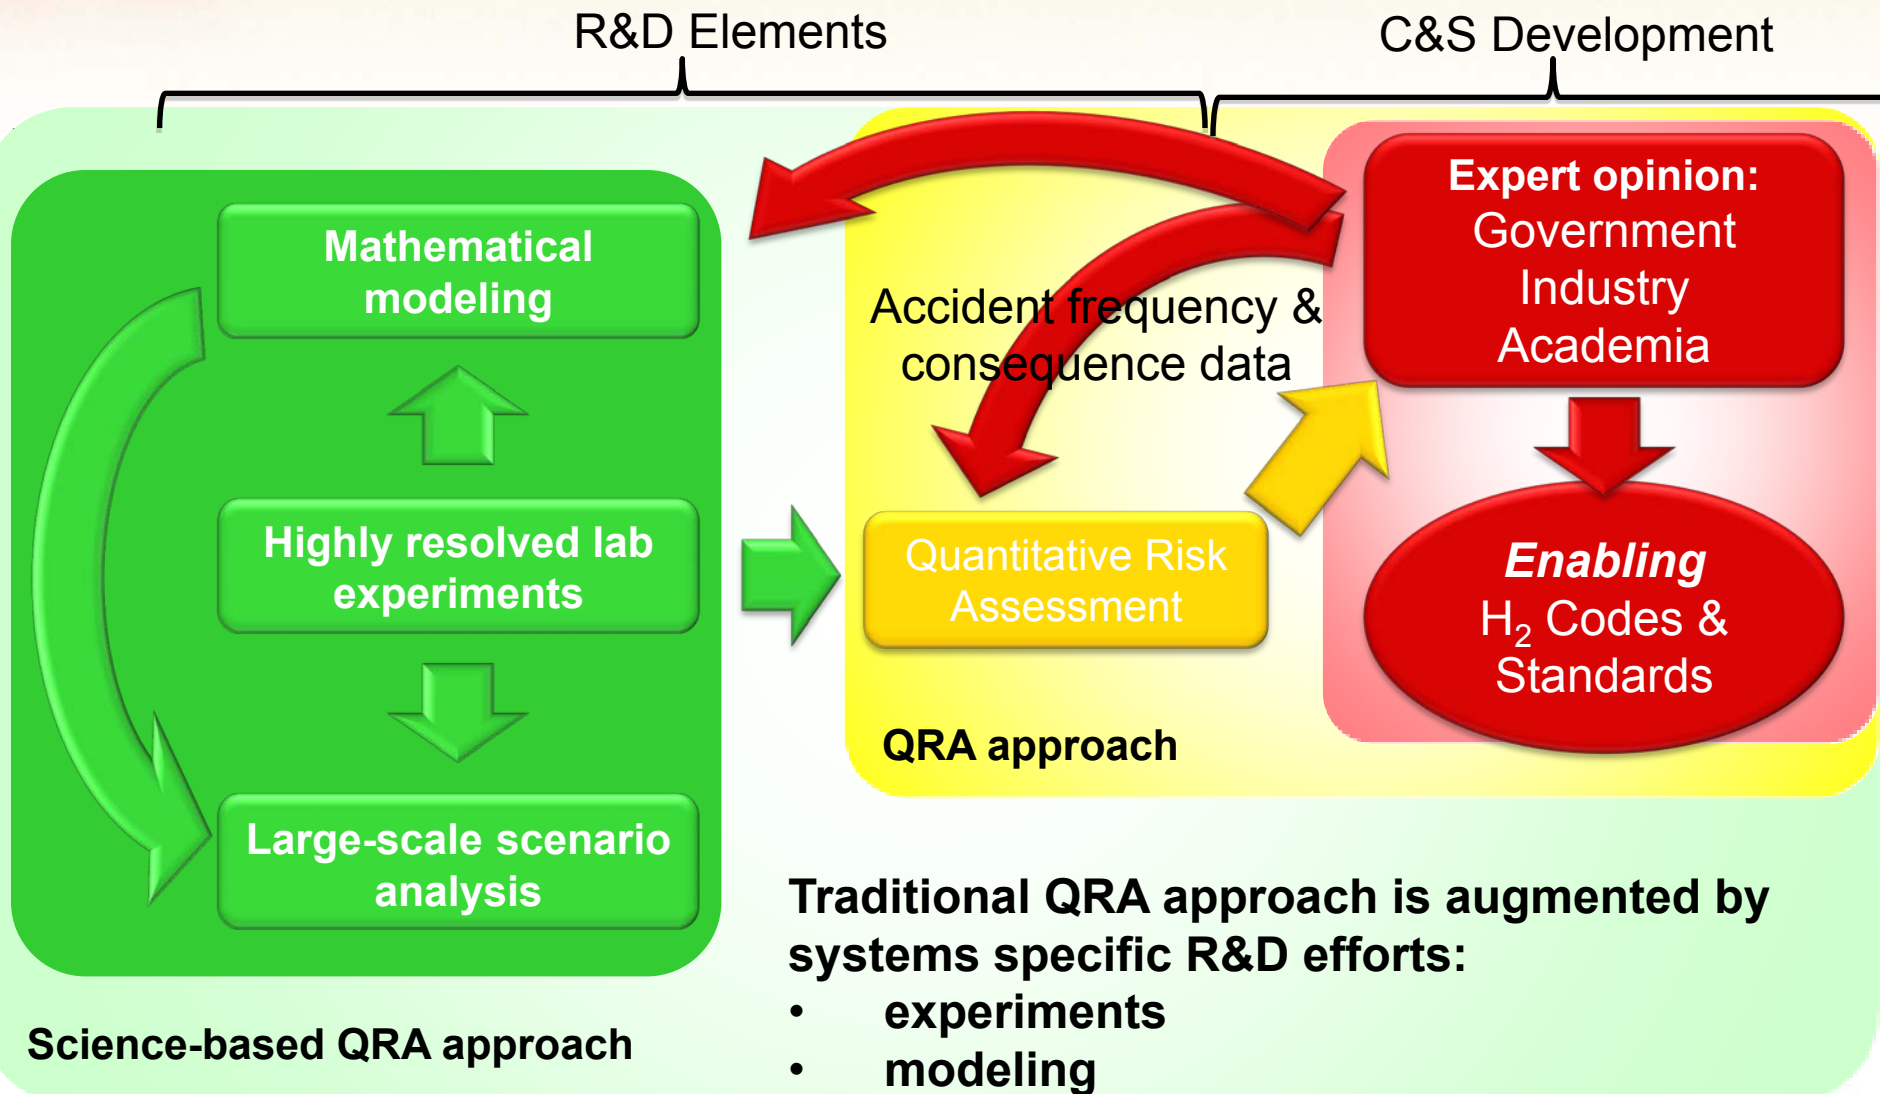 R&D Elements
C&S Development
Mathematical
modeling
Highly resolved lab
experiments
Large-scale scenario
analysis
Science-based QRA approach
Accident frequency &
consequence data
Quantitative Risk
Assessment
QRA approach
Expert opinion:
Government
Industry
Academia
Enabling
H₂ Codes &
Standards
Traditional QRA approach is augmented by
systems specific R&D efforts:
• experiments
• modeling